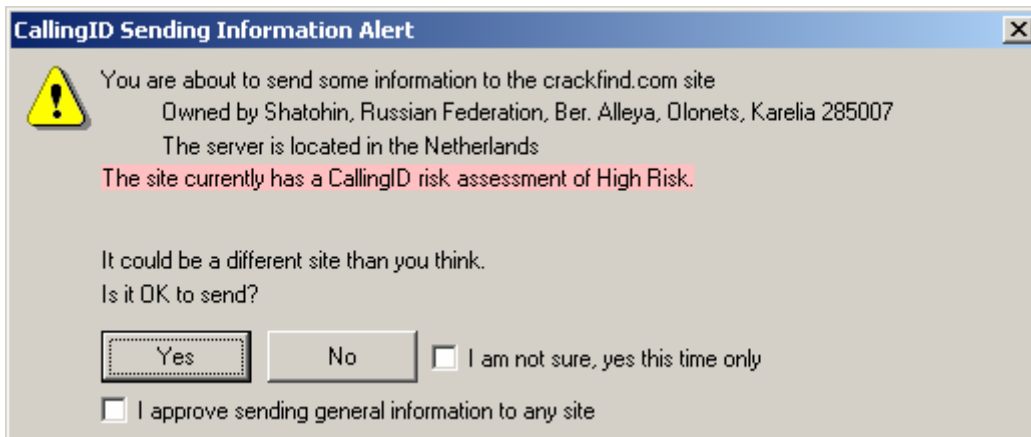 CallingID Sending Information Alert
You are about to send some information to the crackfind.com site
Owned by Shatohin, Russian Federation, Ber. Alleya, Olonets, Karelia 285007
The server is located in the Netherlands
The site currently has a CallingID risk assessment of High Risk.
It could be a different site than you think.
Is it OK to send?
Yes No I am not sure, yes this time only
I approve sending general information to any site